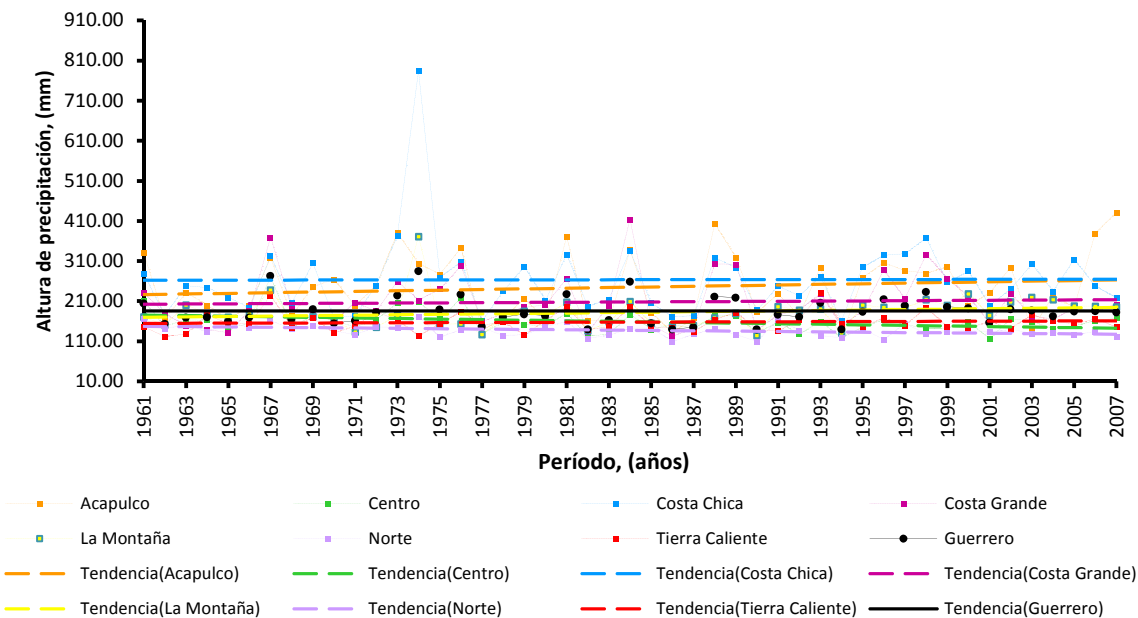 Altura de precipitación, (mm)
910.00
810.00
710.00
610.00
510.00
410.00
310.00
210.00
110.00
10.00
1961 1963 1965 1967 1969 1971 1973 1975 1977 1979 1981 1983 1985 1987 1989 1991 1993 1995 1997 1999 2001 2003 2005 2007
Período, (años)
Acapulco Centro Costa Chica Costa Grande
La Montaña Norte Tierra Caliente Guerrero
Tendencia(Acapulco) Tendencia(Centro) Tendencia(Costa Chica) Tendencia(Costa Grande)
Tendencia(La Montaña) Tendencia(Norte) Tendencia(Tierra Caliente) Tendencia(Guerrero)